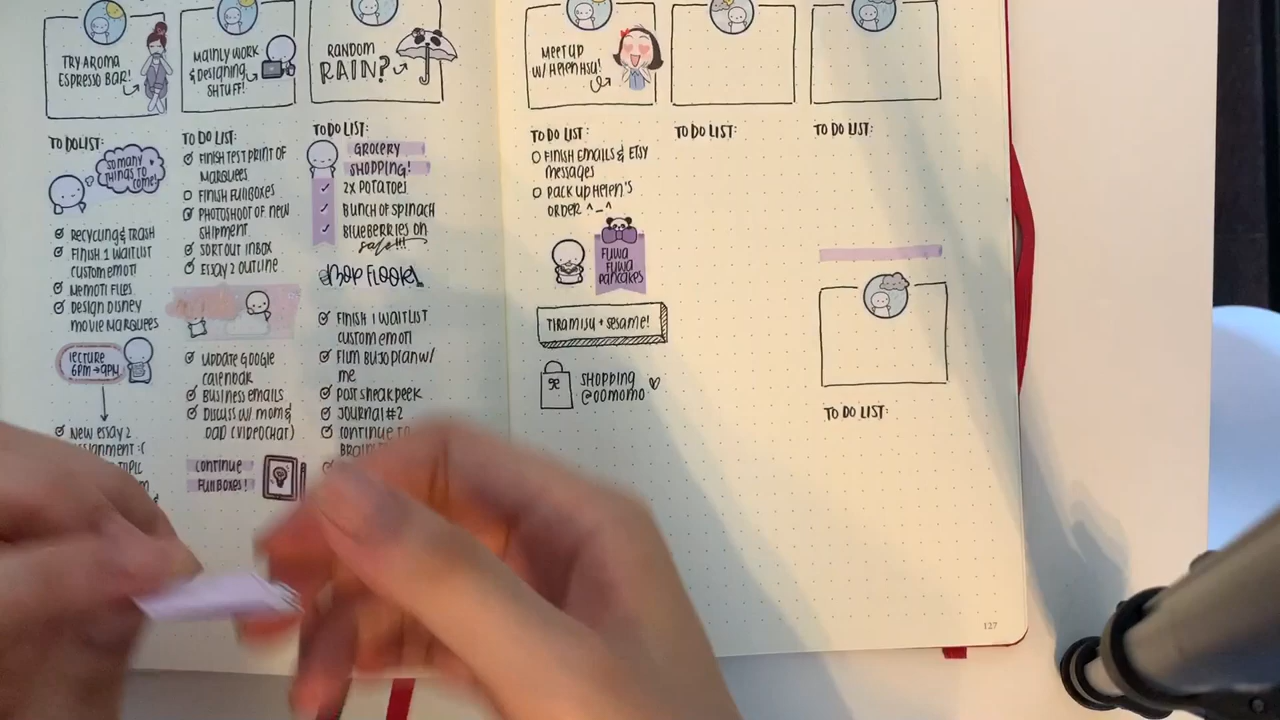 TRY AROMA
ESPRESSO BAR!
TO DO LIST:
SO MANY
THINGS TO
COME!
RECYCLING & TRASH
FINISH 1 WAITLIST
CUSTOM EMOTI
MEMOTI FILES
DESIGN DISNEY
MOVIE MARQUEES
LECTURE
6PM→9PM
NEW ESSAY 2
MAINLY WORK
& DESIGNING
SHTUFF!
TO DO LIST:
FINISH TEST PRINT OF
MARQUEES
FINISH FULLBOXES
PHOTOSHOOT OF NEW
SHIPMENT
SORT OUT INBOX
ESSAY 2 OUTLINE
UPDATE GOOGLE
CALENDAR
BUSINESS EMAILS
DISCUSS W/ MOM &
DAD (VIDEO CHAT)
CONTINUE
FULLBOXES!
RANDOM
RAIN?
TO DO LIST:
GROCERY
SHOPPING!
2X POTATOES
BUNCH OF SPINACH
BLUEBERRIES ON
sale!!!
MOP FLOORS
FINISH 1 WAITLIST
CUSTOM EMOTI
FILM BUJO PLAN W/
ME
POST SNEAK PEEK
JOURNAL #2
CONTINUE
MEET UP
W/ HELEN HSU!
TO DO LIST:
FINISH EMAILS & ETSY
MESSAGES
PACK UP HELEN'S
ORDER ^_^
FUWA
FUWA
PANCAKES
TIRAMISU + SESAME!
SHOPPING
@OOMOMO
TO DO LIST:
TO DO LIST:
TO DO LIST:
127